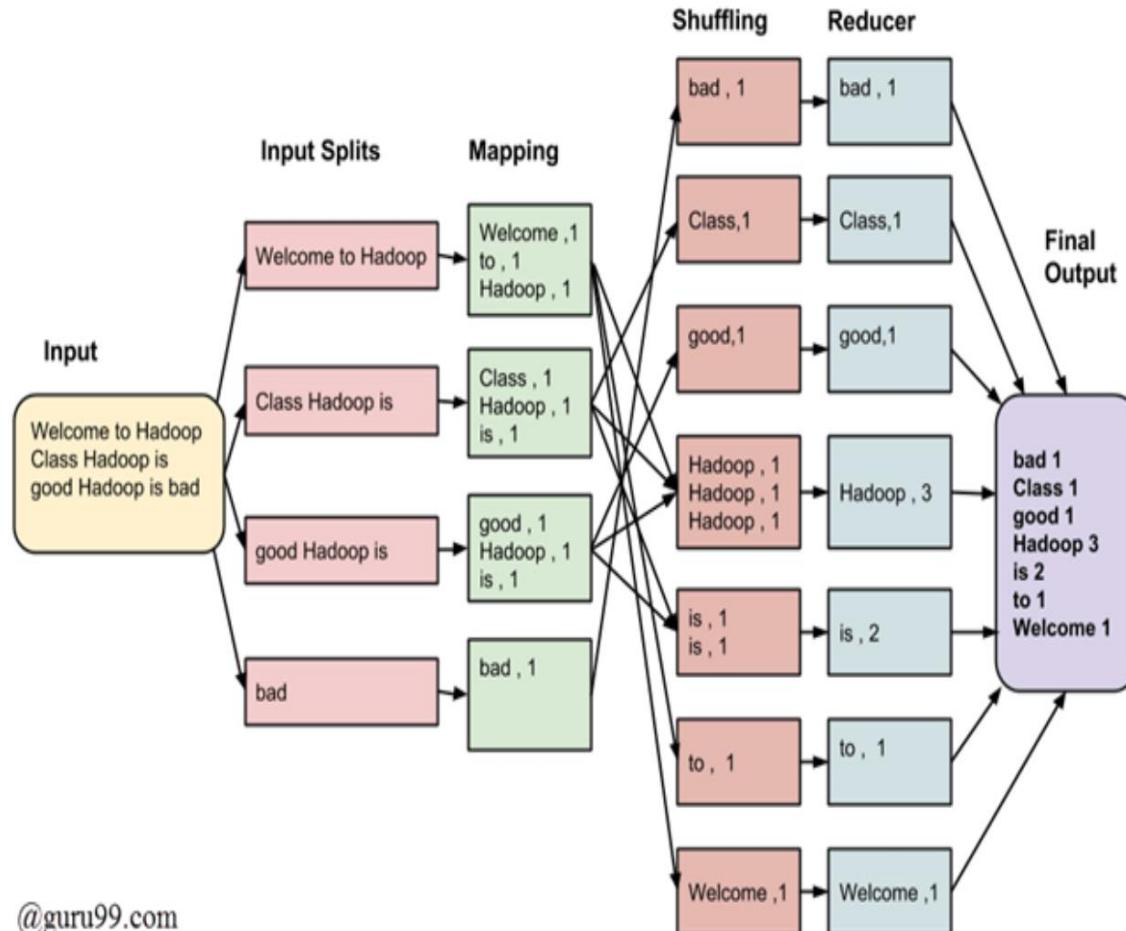 Input
Welcome to Hadoop
Class Hadoop is
good Hadoop is bad
Input Splits
Welcome to Hadoop
Class Hadoop is
good Hadoop is
bad
Mapping
Welcome ,1
to , 1
Hadoop , 1
Class , 1
Hadoop , 1
is , 1
good , 1
Hadoop , 1
is , 1
bad , 1
Shuffling
bad , 1
Class,1
good,1
Hadoop , 1
Hadoop , 1
Hadoop , 1
is , 1
is , 1
to , 1
Welcome ,1
Reducer
bad , 1
Class,1
good,1
Hadoop , 3
is , 2
to , 1
Welcome ,1
Final
Output
bad 1
Class 1
good 1
Hadoop 3
is 2
to 1
Welcome 1
@guru99.com